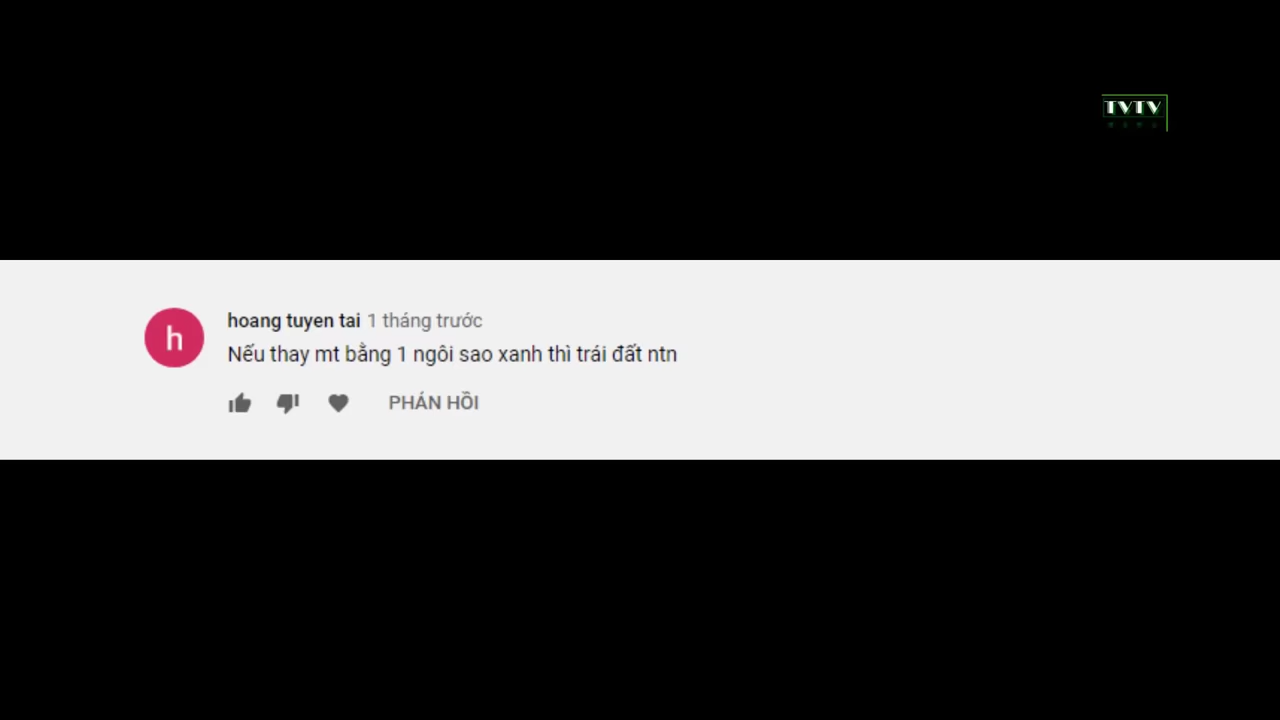 TVTV
h
hoang tuyen tai 1 tháng trước
Nếu thay mt bằng 1 ngôi sao xanh thì trái đất ntn
PHẢN HỒI